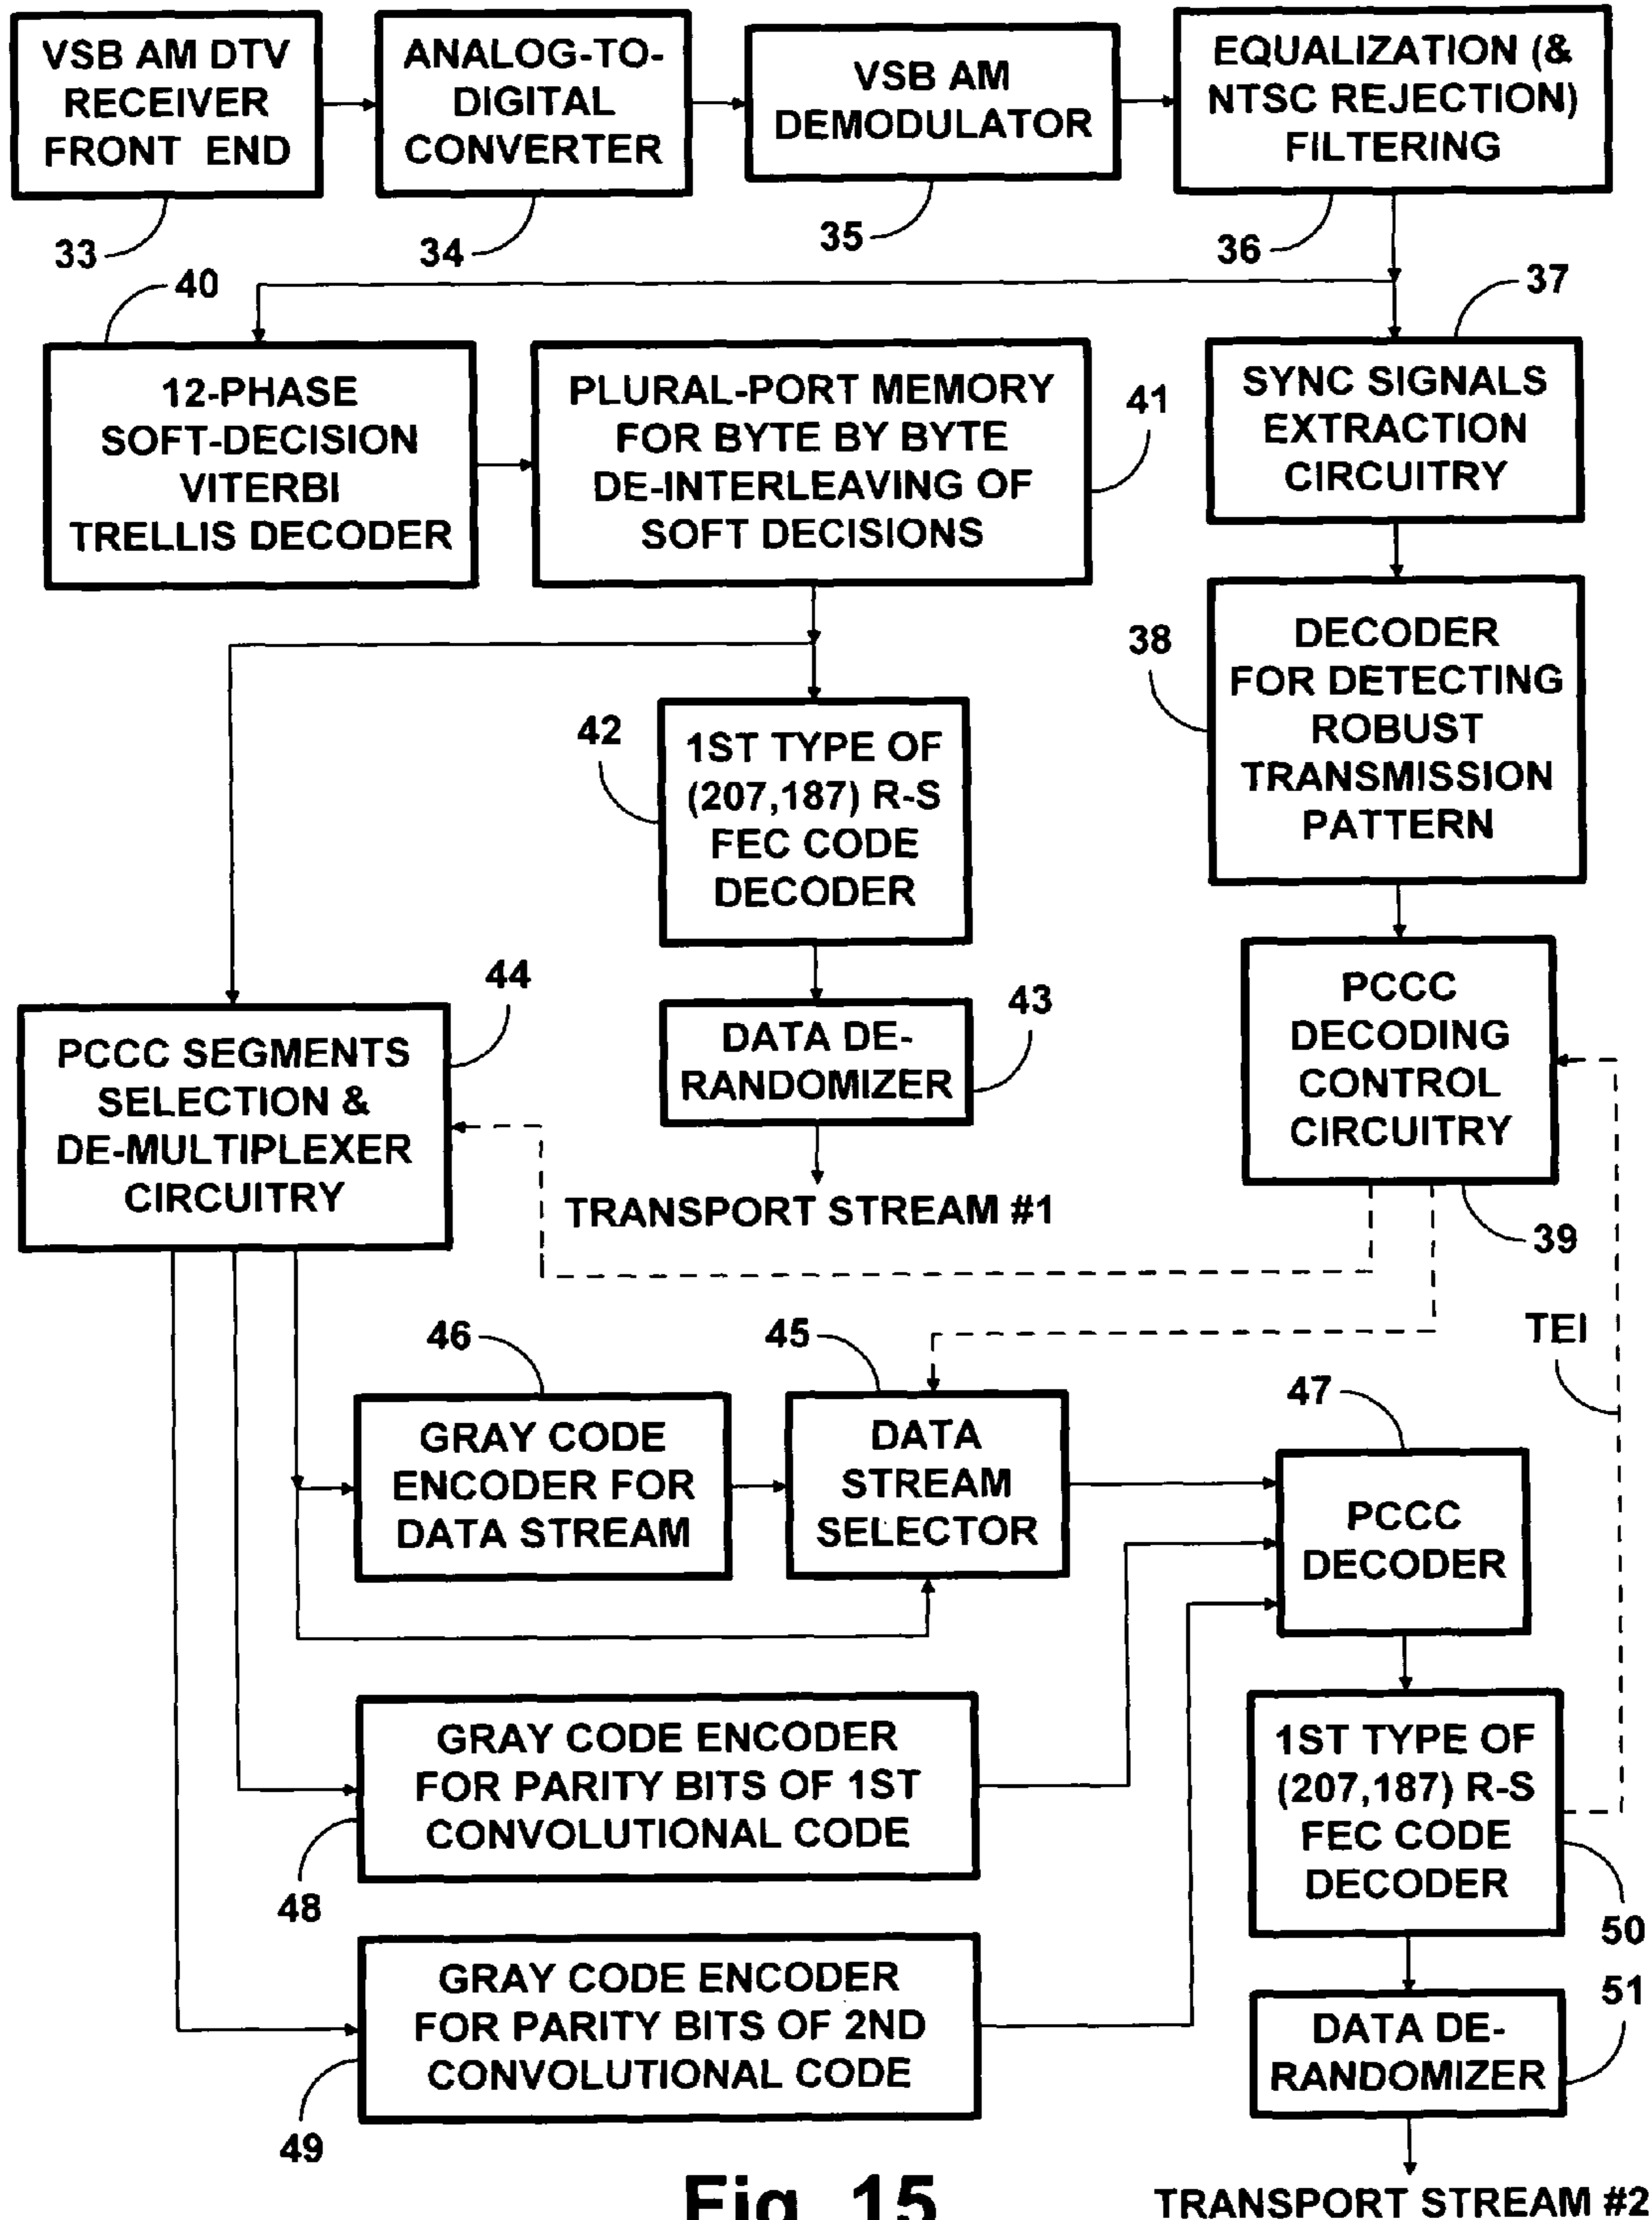 VSB AM DTV
RECEIVER
FRONT END
33
ANALOG-TO-
DIGITAL
CONVERTER
34
VSB AM
DEMODULATOR
35
EQUALIZATION (&
NTSC REJECTION)
FILTERING
36
40
12-PHASE
SOFT-DECISION
VITERBI
TRELLIS DECODER
PLURAL-PORT MEMORY
FOR BYTE BY BYTE
DE-INTERLEAVING OF
SOFT DECISIONS
41
37
SYNC SIGNALS
EXTRACTION
CIRCUITRY
38
DECODER
FOR DETECTING
ROBUST
TRANSMISSION
PATTERN
42
1ST TYPE OF
(207,187) R-S
FEC CODE
DECODER
43
DATA DE-
RANDOMIZER
TRANSPORT STREAM #1
44
PCCC SEGMENTS
SELECTION &
DE-MULTIPLEXER
CIRCUITRY
PCCC
DECODING
CONTROL
CIRCUITRY
39
TEI
46
GRAY CODE
ENCODER FOR
DATA STREAM
45
DATA
STREAM
SELECTOR
47
PCCC
DECODER
GRAY CODE ENCODER
FOR PARITY BITS OF 1ST
CONVOLUTIONAL CODE
48
1ST TYPE OF
(207,187) R-S
FEC CODE
DECODER
50
GRAY CODE ENCODER
FOR PARITY BITS OF 2ND
CONVOLUTIONAL CODE
49
51
DATA DE-
RANDOMIZER
TRANSPORT STREAM #2
Fig. 15